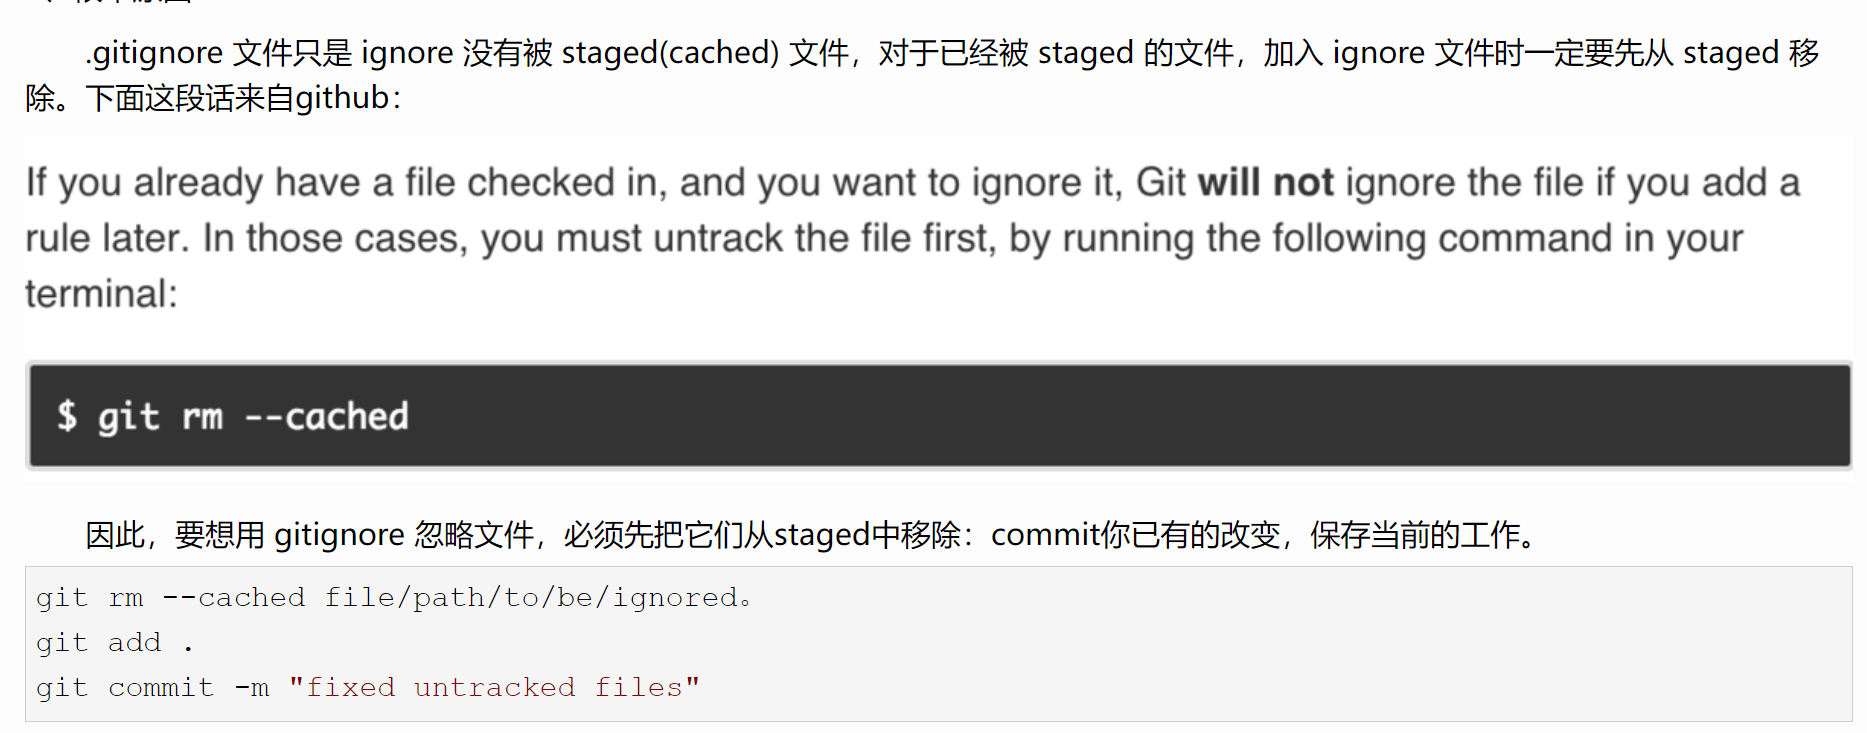 .gitignore 文件只是 ignore 没有被 staged(cached) 文件，对于已经被 staged 的文件，加入 ignore 文件时一定要先从 staged 移
除。下面这段话来自github：
If you already have a file checked in, and you want to ignore it, Git will not ignore the file if you add a
rule later. In those cases, you must untrack the file first, by running the following command in your
terminal:
$ git rm --cached
因此，要想用 gitignore 忽略文件，必须先把它们从staged中移除：commit你已有的改变，保存当前的工作。
git rm --cached file/path/to/be/ignored。
git add .
git commit -m "fixed untracked files"